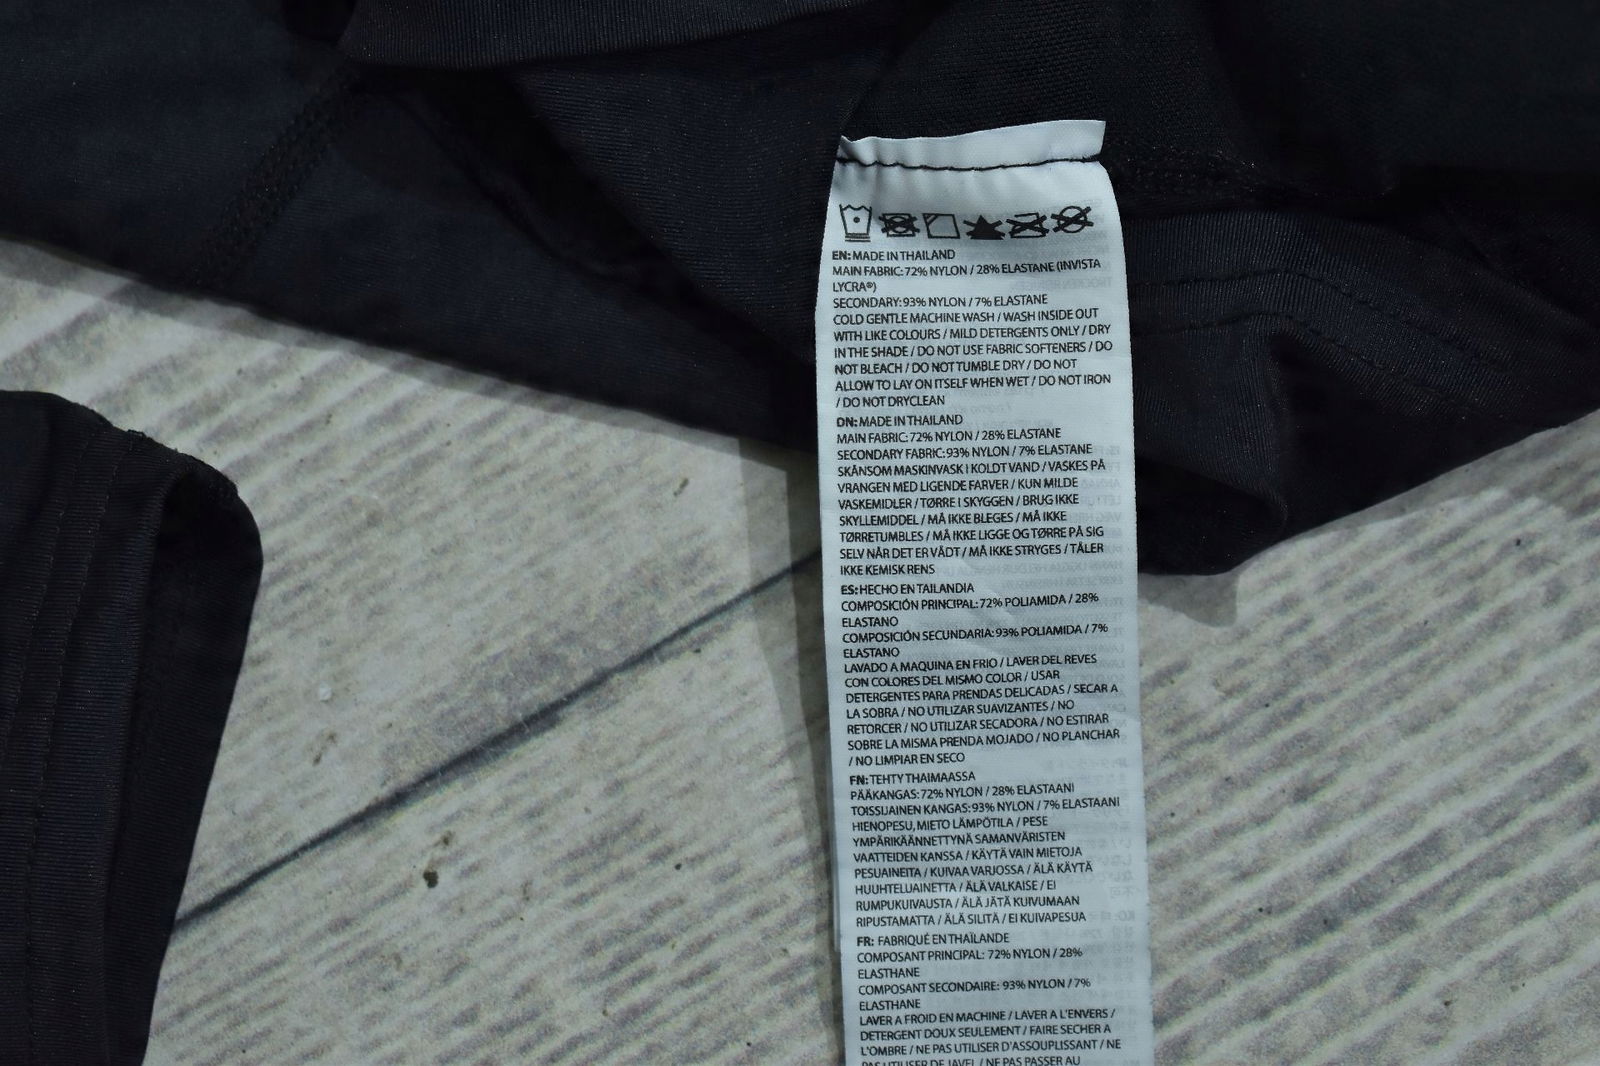 EN: MADE IN THAILAND
MAIN FABRIC: 72% NYLON / 28% ELASTANE (INVISTA
LYCRA®)
SECONDARY: 93% NYLON / 7% ELASTANE
COLD GENTLE MACHINE WASH / WASH INSIDE OUT
WITH LIKE COLOURS / MILD DETERGENTS ONLY / DRY
IN THE SHADE / DO NOT USE FABRIC SOFTENERS / DO
NOT BLEACH / DO NOT TUMBLE DRY / DO NOT
ALLOW TO LAY ON ITSELF WHEN WET / DO NOT IRON
/ DO NOT DRYCLEAN
DN: MADE IN THAILAND
MAIN FABRIC: 72% NYLON / 28% ELASTANE
SECONDARY FABRIC: 93% NYLON / 7% ELASTANE
SKÅNSOM MASKINVASK I KOLDT VAND / VASKES PÅ
VRANGEN MED LIGENDE FARVER / KUN MILDE
VASKEMIDLER / TØRRE I SKYGGEN / BRUG IKKE
SKYLLEMIDDEL / MÅ IKKE BLEGES / MÅ IKKE
TØRRETUMBLES / MÅ IKKE LIGGE OG TØRRE PÅ SIG
SELV NÅR DET ER VÅDT / MÅ IKKE STRYGES / TÅLER
IKKE KEMISK RENS
ES: HECHO EN TAILANDIA
COMPOSICIÓN PRINCIPAL: 72% POLIAMIDA / 28%
ELASTANO
COMPOSICIÓN SECUNDARIA: 93% POLIAMIDA / 7%
ELASTANO
LAVADO A MAQUINA EN FRIO / LAVER DEL REVES
CON COLORES DEL MISMO COLOR / USAR
DETERGENTES PARA PRENDAS DELICADAS / SECAR A
LA SOBRA / NO UTILIZAR SUAVIZANTES / NO
RETORCER / NO UTILIZAR SECADORA / NO ESTIRAR
SOBRE LA MISMA PRENDA MOJADO / NO PLANCHAR
/ NO LIMPIAR EN SECO
FN: TEHTY THAIMAASSA
PÄÄKANGAS: 72% NYLON / 28% ELASTAANI
TOISSIJAINEN KANGAS: 93% NYLON / 7% ELASTAANI
HIENOPESU, MIETO LÄMPÖTILA / PESE
YMPÄRIKÄÄNNETTYNÄ SAMANVÄRISTEN
VAATTEIDEN KANSSA / KÄYTÄ VAIN MIETOJA
PESUAINEITA / KUIVAA VARJOSSA / ÄLÄ KÄYTÄ
HUUHTELUAINETTA / ÄLÄ VALKAISE / EI
RUMPUKUIVAUSTA / ÄLÄ JÄTÄ KUIVUMAAN
RIPUSTAMATTA / ÄLÄ SILITÄ / EI KUIVAPESUA
FR: FABRIQUÉ EN THAÏLANDE
COMPOSANT PRINCIPAL: 72% NYLON / 28%
ELASTHANE
COMPOSANT SECONDAIRE: 93% NYLON / 7%
ELASTHANE
LAVER A FROID EN MACHINE / LAVER A L'ENVERS /
DETERGENT DOUX SEULEMENT / FAIRE SECHER A
L'OMBRE / NE PAS UTILISER D'ASSOUPLISSANT / NE
PAS UTILISER DE JAVEL / NE PAS PASSER AU